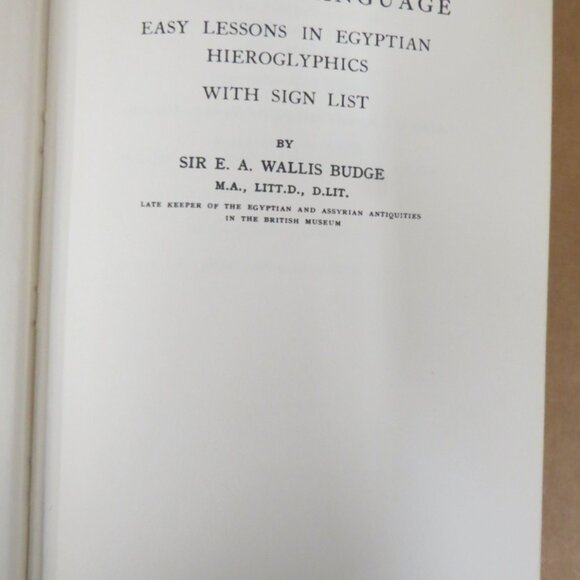 LANGUAGE
EASY LESSONS IN EGYPTIAN
HIEROGLYPHICS
WITH SIGN LIST
BY
SIR E. A. WALLIS BUDGE
M.A., LITT.D., D.LIT.
LATE KEEPER OF THE EGYPTIAN AND ASSYRIAN ANTIQUITIES
IN THE BRITISH MUSEUM